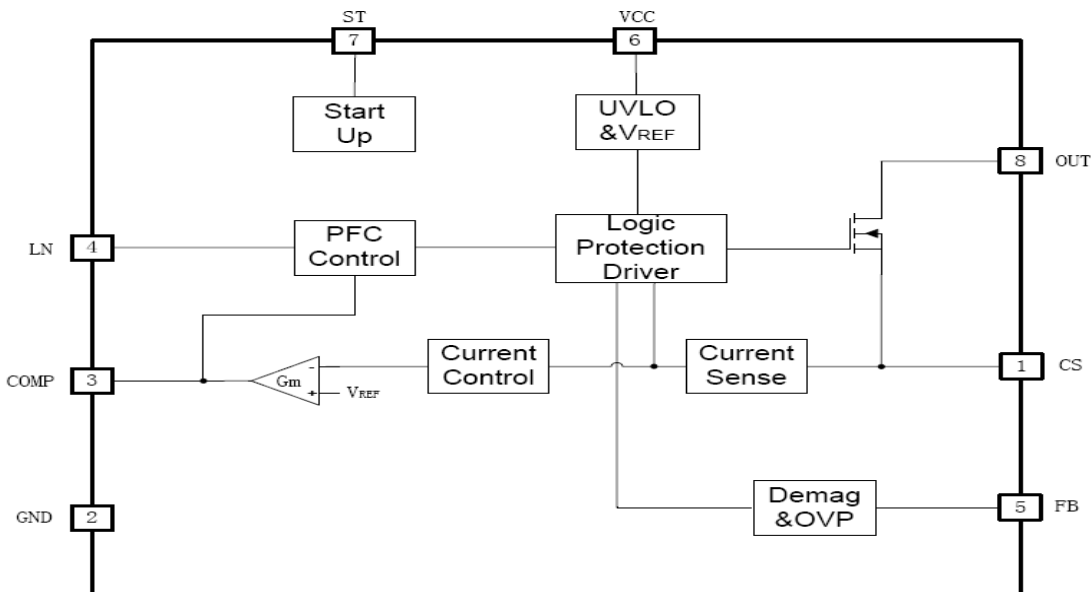 ST
VCC
7
6
Start
Up
UVLO
&VREF
8
OUT
LN
4
PFC
Control
Logic
Protection
Driver
COMP
3
Gm
-
+
VREF
Current
Control
Current
Sense
1
CS
GND
2
Demag
&OVP
5
FB